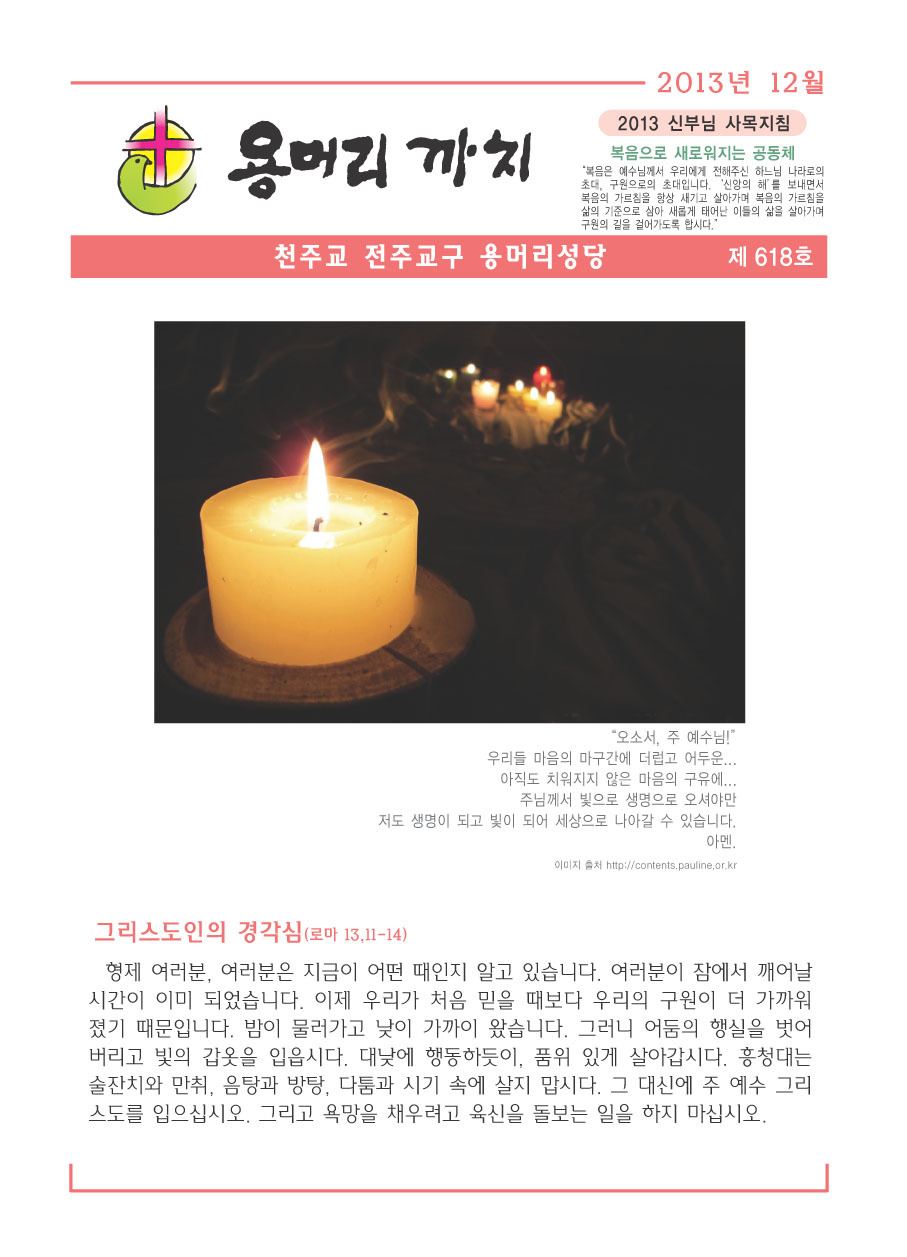 2013년 12월
용머리 까치
2013 신부님 사목지침
복음으로 새로워지는 공동체
“복음은 예수님께서 우리에게 전해주신 하느님 나라로의
초대, 구원으로의 초대입니다. ‘신앙의 해’를 보내면서
복음의 가르침을 항상 새기고 살아가며 복음의 가르침을
삶의 기준으로 삼아 새롭게 태어난 이들의 삶을 살아가며
구원의 길을 걸어가도록 합시다.”
천주교 전주교구 용머리성당 제 618호
“오소서, 주 예수님!”
우리들 마음의 마구간에 더럽고 어두운...
아직도 치워지지 않은 마음의 구유에...
주님께서 빛으로 생명으로 오셔야만
저도 생명이 되고 빛이 되어 세상으로 나아갈 수 있습니다.
아멘.
이미지 출처 http://contents.pauline.or.kr
그리스도인의 경각심(로마 13,11-14)
형제 여러분, 여러분은 지금이 어떤 때인지 알고 있습니다. 여러분이 잠에서 깨어날
시간이 이미 되었습니다. 이제 우리가 처음 믿을 때보다 우리의 구원이 더 가까워
졌기 때문입니다. 밤이 물러가고 낮이 가까이 왔습니다. 그러니 어둠의 행실을 벗어
버리고 빛의 갑옷을 입읍시다. 대낮에 행동하듯이, 품위 있게 살아갑시다. 흥청대는
술잔치와 만취, 음탕과 방탕, 다툼과 시기 속에 살지 맙시다. 그 대신에 주 예수 그리
스도를 입으십시오. 그리고 욕망을 채우려고 육신을 돌보는 일을 하지 마십시오.